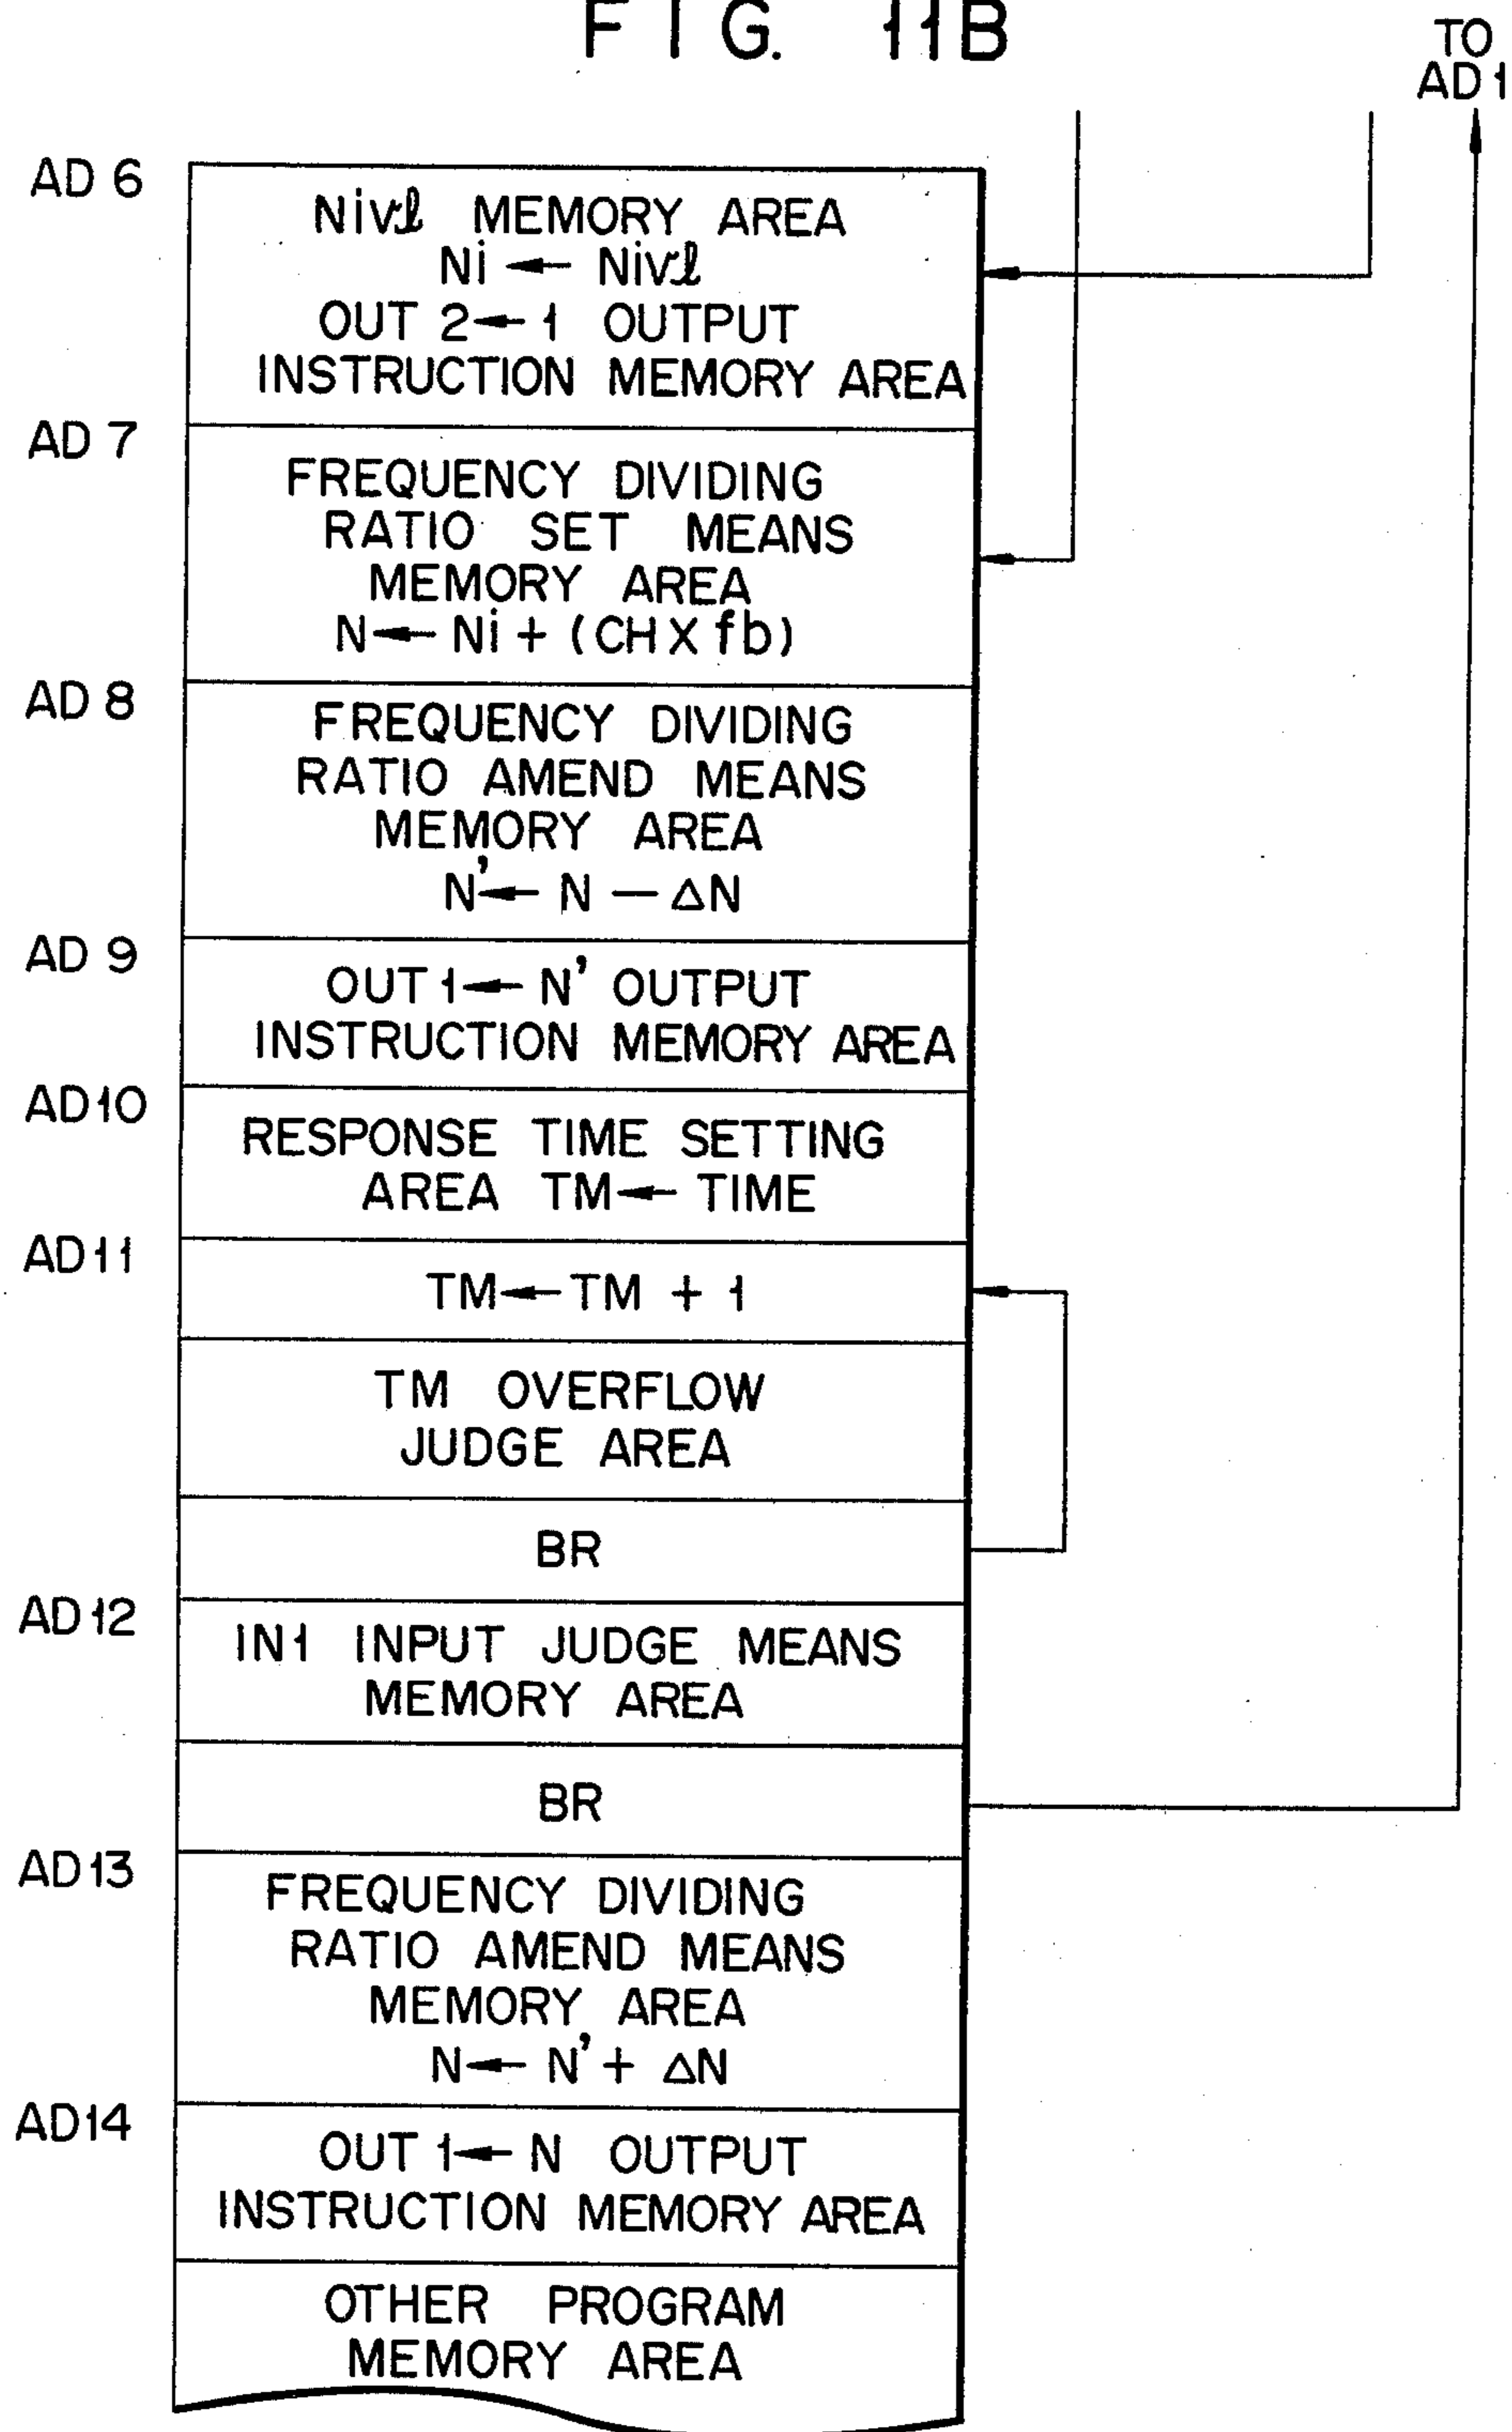 FIG. 11B
TO
AD1
AD 6
Nivℓ MEMORY AREA
Ni ← Nivℓ
OUT 2 ← 1 OUTPUT
INSTRUCTION MEMORY AREA
AD 7
FREQUENCY DIVIDING
RATIO SET MEANS
MEMORY AREA
N ← Ni + (CH X fb)
AD 8
FREQUENCY DIVIDING
RATIO AMEND MEANS
MEMORY AREA
N' ← N — ΔN
AD 9
OUT 1 ← N' OUTPUT
INSTRUCTION MEMORY AREA
AD10
RESPONSE TIME SETTING
AREA TM ← TIME
AD11
TM ← TM + 1
TM OVERFLOW
JUDGE AREA
BR
AD12
IN1 INPUT JUDGE MEANS
MEMORY AREA
BR
AD13
FREQUENCY DIVIDING
RATIO AMEND MEANS
MEMORY AREA
N ← N' + ΔN
AD14
OUT 1 ← N OUTPUT
INSTRUCTION MEMORY AREA
OTHER PROGRAM
MEMORY AREA